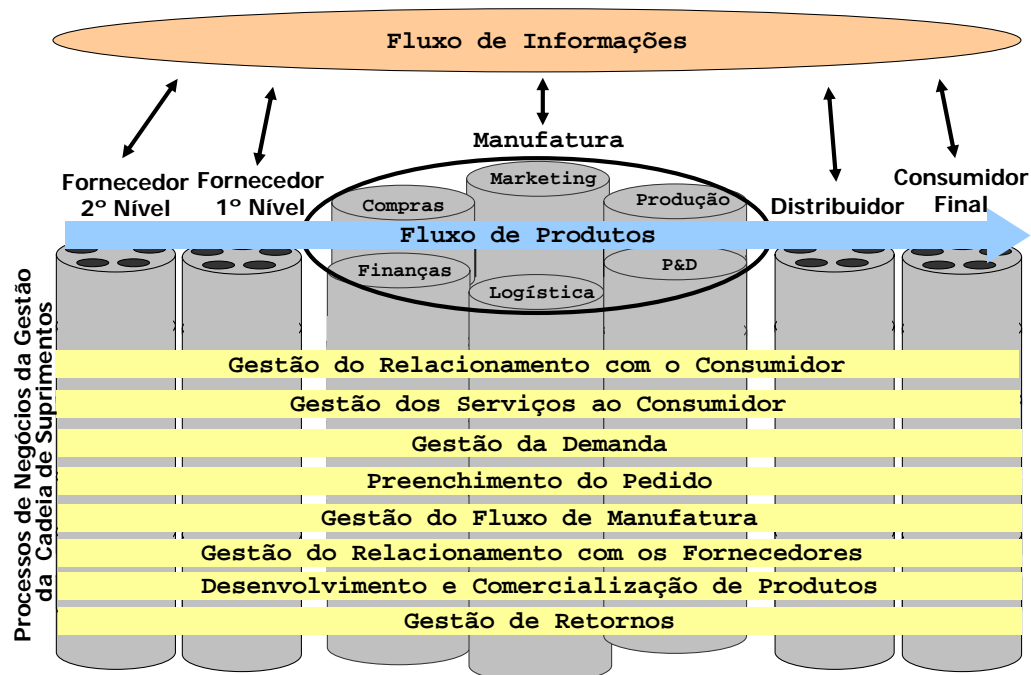 Fluxo de Informações
Manufatura
Fornecedor
2º Nível
Fornecedor
1º Nível
Compras
Marketing
Produção
Distribuidor
Consumidor
Final
Fluxo de Produtos
Finanças
Logística
P&D
Processos de Negócios da Gestão
da Cadeia de Suprimentos
Gestão do Relacionamento com o Consumidor
Gestão dos Serviços ao Consumidor
Gestão da Demanda
Preenchimento do Pedido
Gestão do Fluxo de Manufatura
Gestão do Relacionamento com os Fornecedores
Desenvolvimento e Comercialização de Produtos
Gestão de Retornos